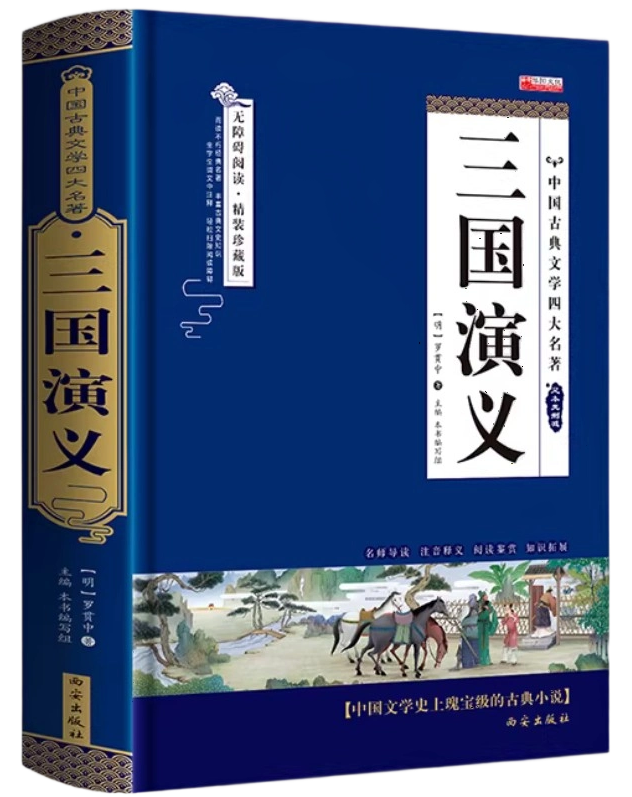 中国古典文学四大名著
三国演义
【明】罗贯中 著
主编 本书编写组
西安出版社
无障碍阅读·精装珍藏版
中国古典文学四大名著
三国演义
【明】罗贯中 著 主编 本书编写组
名师导读 注音释义 阅读鉴赏 知识拓展
【中国文学史上瑰宝级的古典小说】
西安出版社